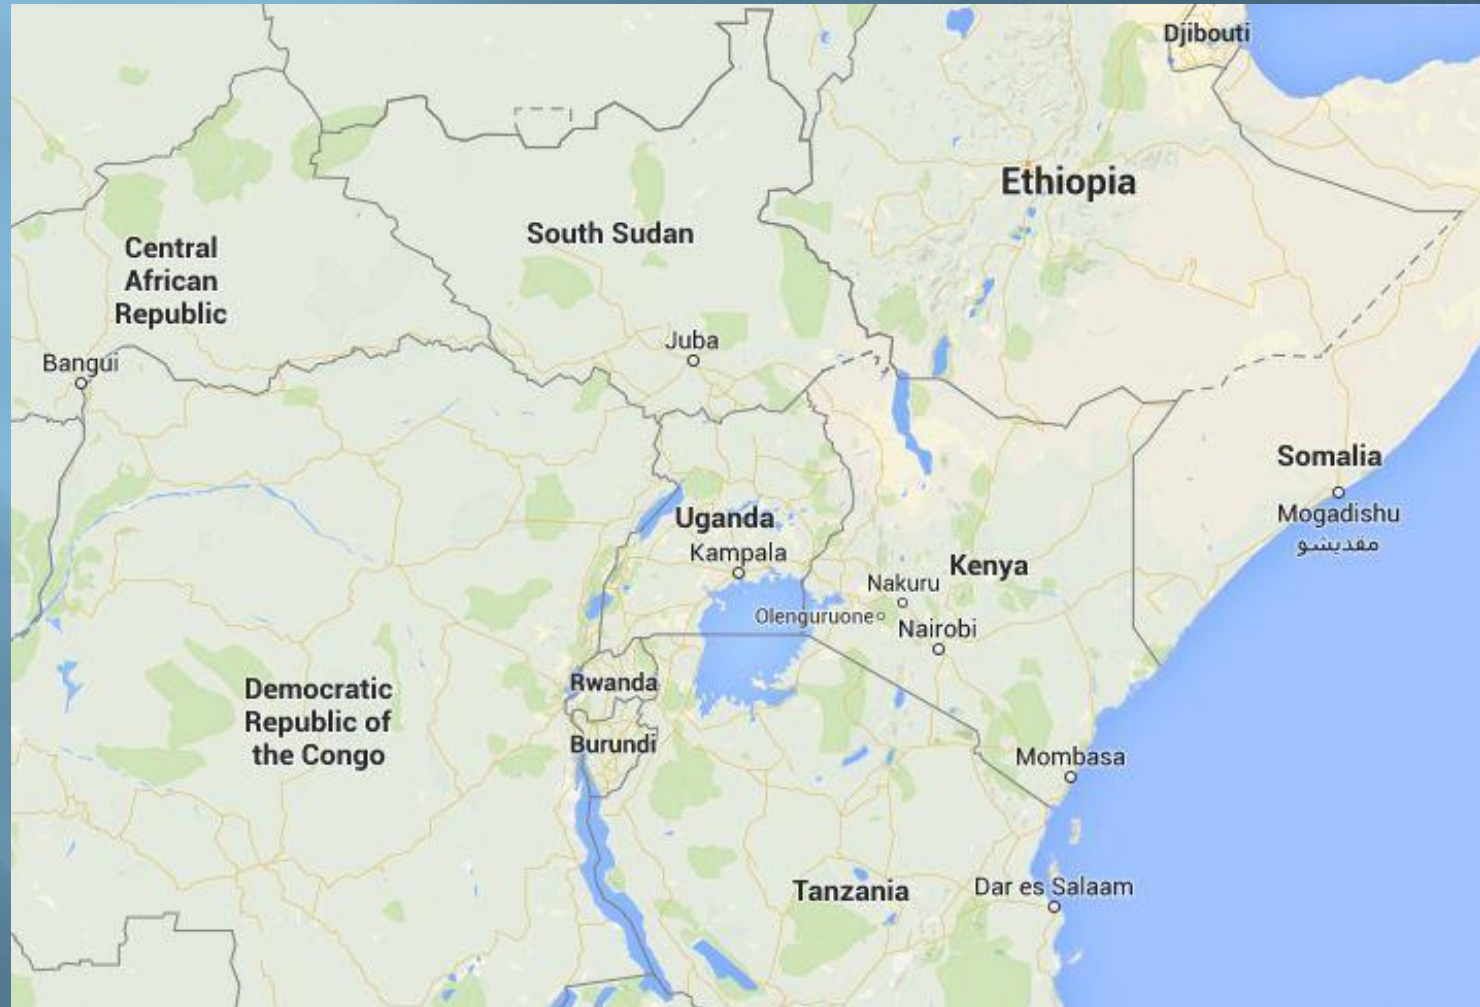 Djibouti
Ethiopia
South Sudan
Central
African
Republic
Juba
Bangui
Somalia
Mogadishu
مقديشو
Uganda
Kampala
Kenya
Nakuru
Olenguruone
Nairobi
Rwanda
Democratic
Republic of
the Congo
Burundi
Mombasa
Tanzania
Dar es Salaam